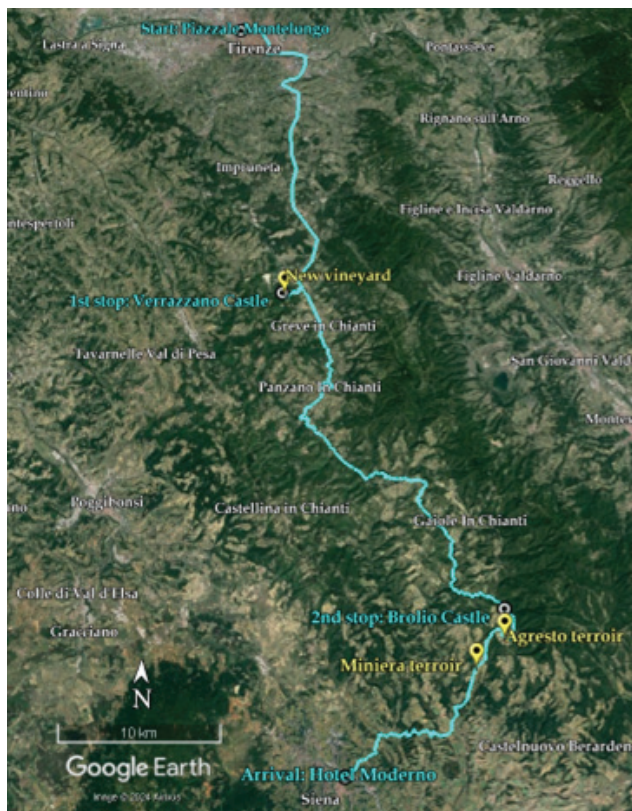 Start: Piazzale Montelungo
Lastra a Signa
Firenze
Pontassieve
Rignano sull'Arno
Impruneta
Reggello
Figline e Incisa Valdarno
New vineyard
Figline Valdarno
1st stop: Verrazzano Castle
Greve in Chianti
Tavarnelle Val di Pesa
San Giovanni Vald
Panzano In Chianti
Poggibonsi
Castellina in Chianti
Gaiole In Chianti
Colle di Val d'Elsa
2nd stop: Brolio Castle
Gracciano
Agresto terroir
Miniera terroir
N
10 km
Castelnuovo Berarden
Google Earth
Arrival: Hotel Moderno
Siena